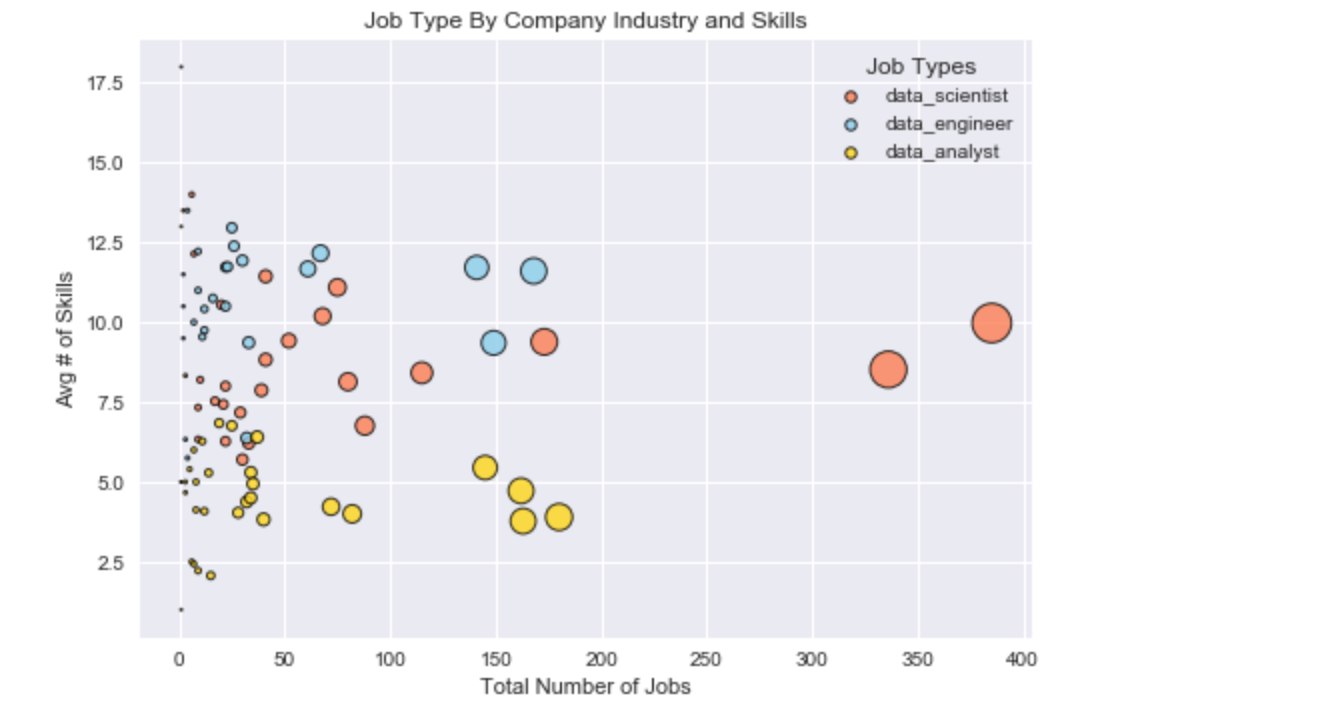 Job Type By Company Industry and Skills
Job Types
data_scientist
data_engineer
data_analyst
17.5
15.0
12.5
10.0
7.5
5.0
2.5
Avg # of Skills
0 50 100 150 200 250 300 350 400
Total Number of Jobs